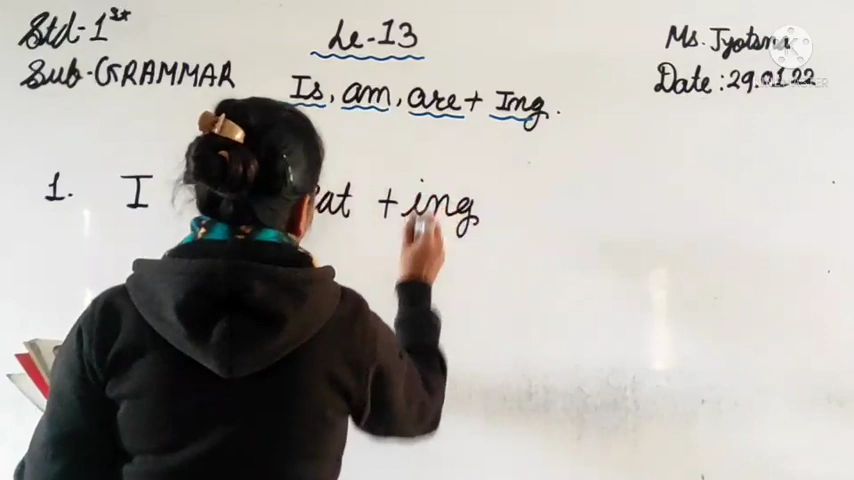 Std-1st
Sub-GRAMMAR
Le-13
Is, am, are + Ing.
Ms. Jyotsna
Date: 29.01.22
1. I at + ing